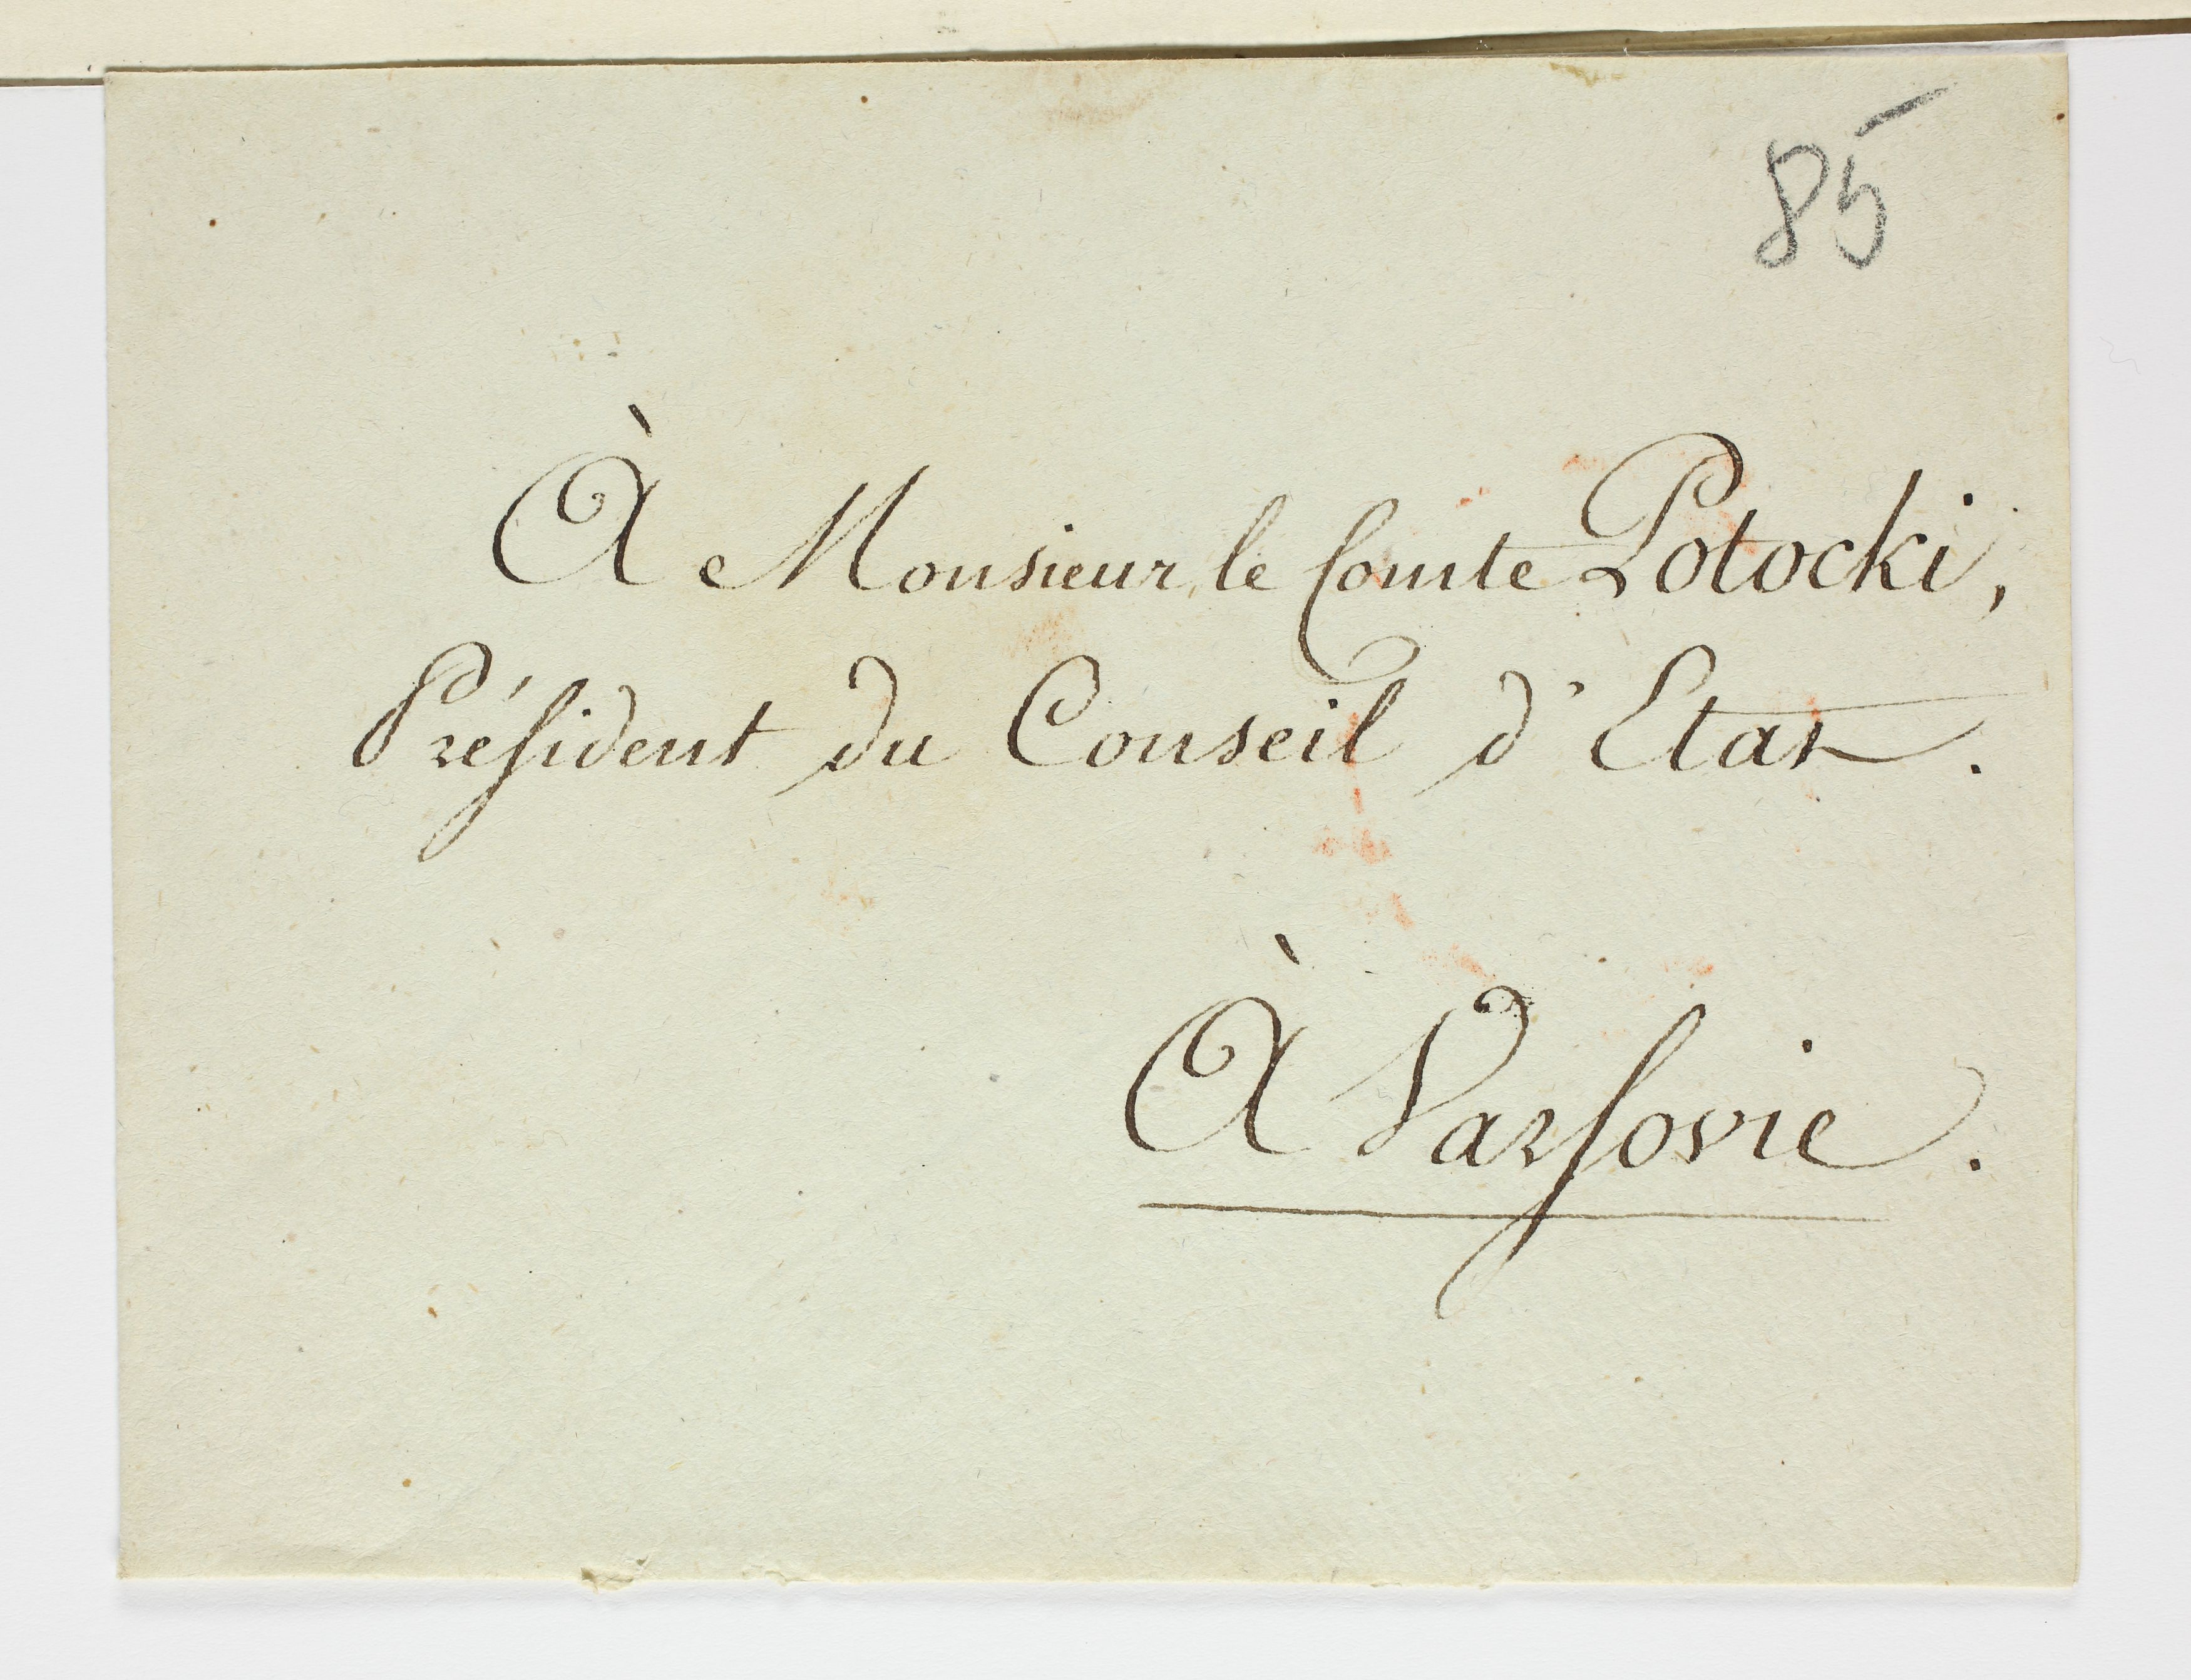 85
À Monsieur le Comte Potocki,
Président du Conseil d'Etat.
À Varsovie.